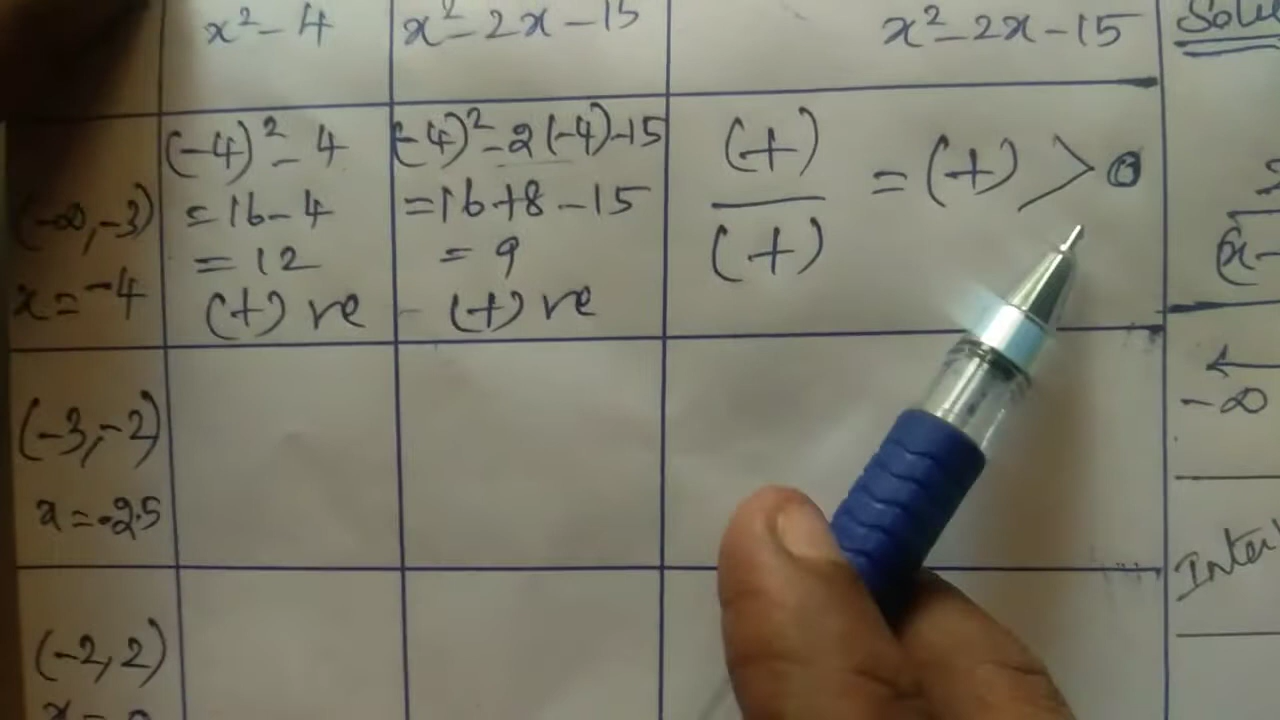 x² - 4
x² - 2x - 15
x² - 2x - 15
(-∞, -3)
x = -4
(-4)² - 4
= 16 - 4
= 12
(+) ve
(-4)² - 2(-4) - 15
= 16 + 8 - 15
= 9
(+) ve
(+)
(+)
= (+) > 0
(-3, -2)
x = -2.5
(-2, 2)
(x-
-∞